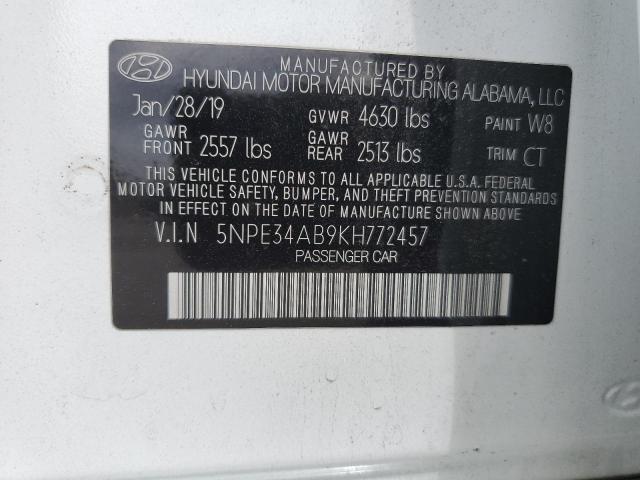 MANUFACTURED BY
HYUNDAI MOTOR MANUFACTURING ALABAMA, LLC
Jan/28/19 GVWR 4630 lbs PAINT W8
GAWR FRONT 2557 lbs GAWR REAR 2513 lbs TRIM CT
THIS VEHICLE CONFORMS TO ALL APPLICABLE U.S.A. FEDERAL
MOTOR VEHICLE SAFETY, BUMPER, AND THEFT PREVENTION STANDARDS
IN EFFECT ON THE DATE OF MANUFACTURE SHOWN ABOVE.
V.I.N 5NPE34AB9KH772457
PASSENGER CAR